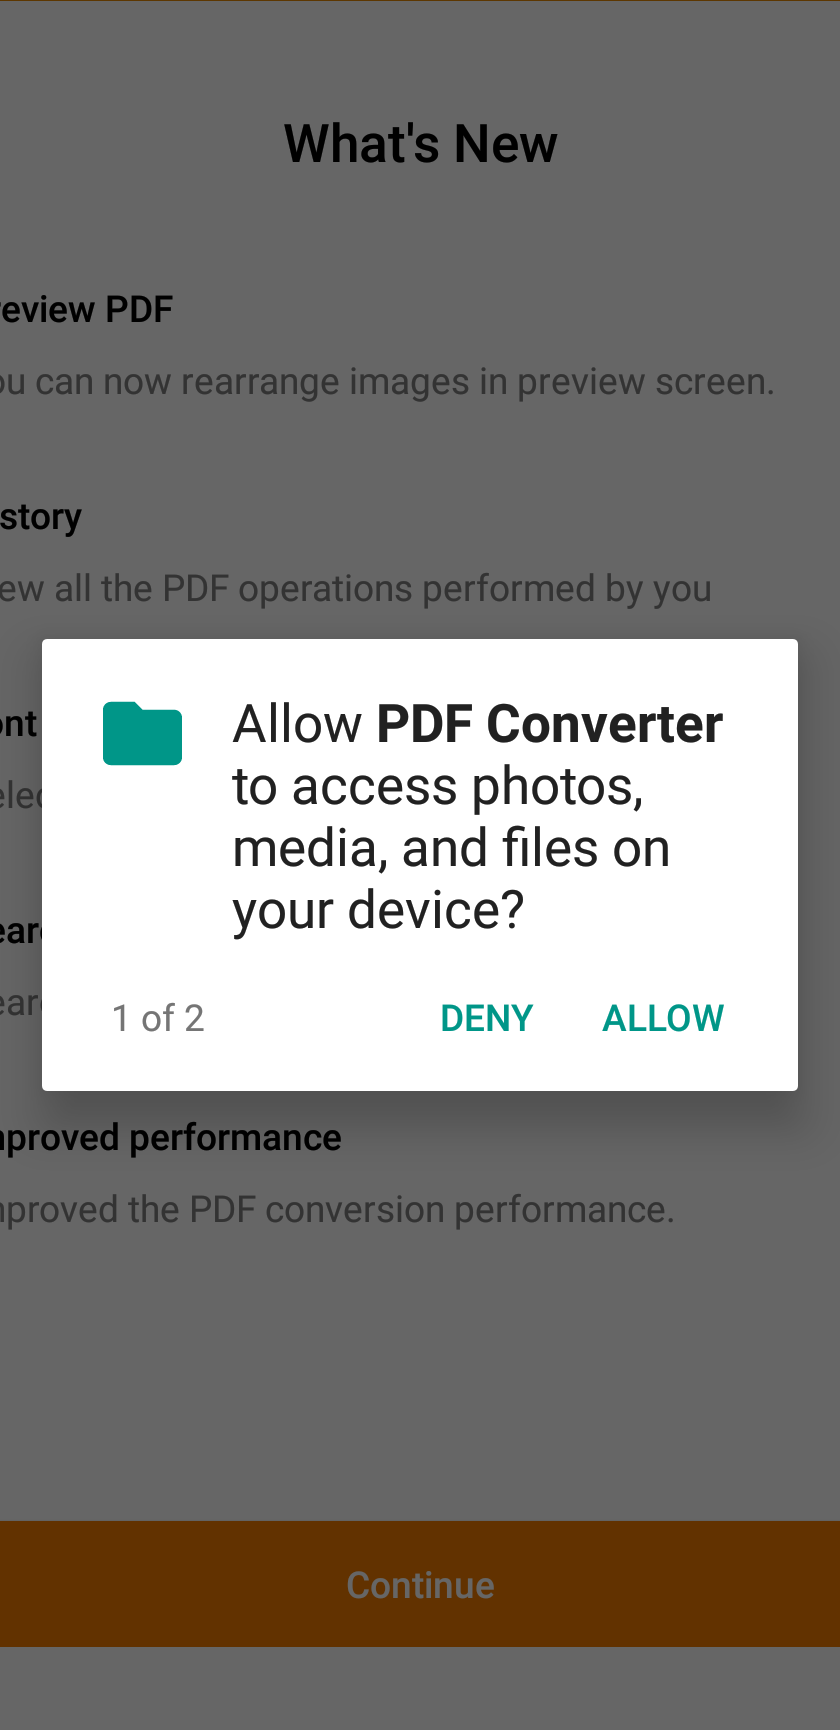 What's New
eview PDF
ou can now rearrange images in preview screen.
story
ew all the PDF operations performed by you
ont
elec
Allow PDF Converter
to access photos,
media, and files on
your device?
ear
ear
1 of 2
DENY
ALLOW
proved performance
nproved the PDF conversion performance.
Continue